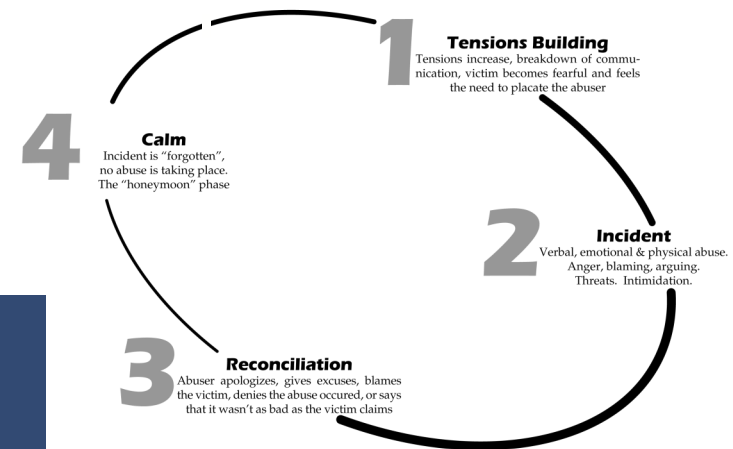 1
Tensions Building
Tensions increase, breakdown of commu-
nication, victim becomes fearful and feels
the need to placate the abuser
2
Incident
Verbal, emotional & physical abuse.
Anger, blaming, arguing.
Threats. Intimidation.
3
Reconciliation
Abuser apologizes, gives excuses, blames
the victim, denies the abuse occured, or says
that it wasn't as bad as the victim claims
4
Calm
Incident is "forgotten",
no abuse is taking place.
The "honeymoon" phase